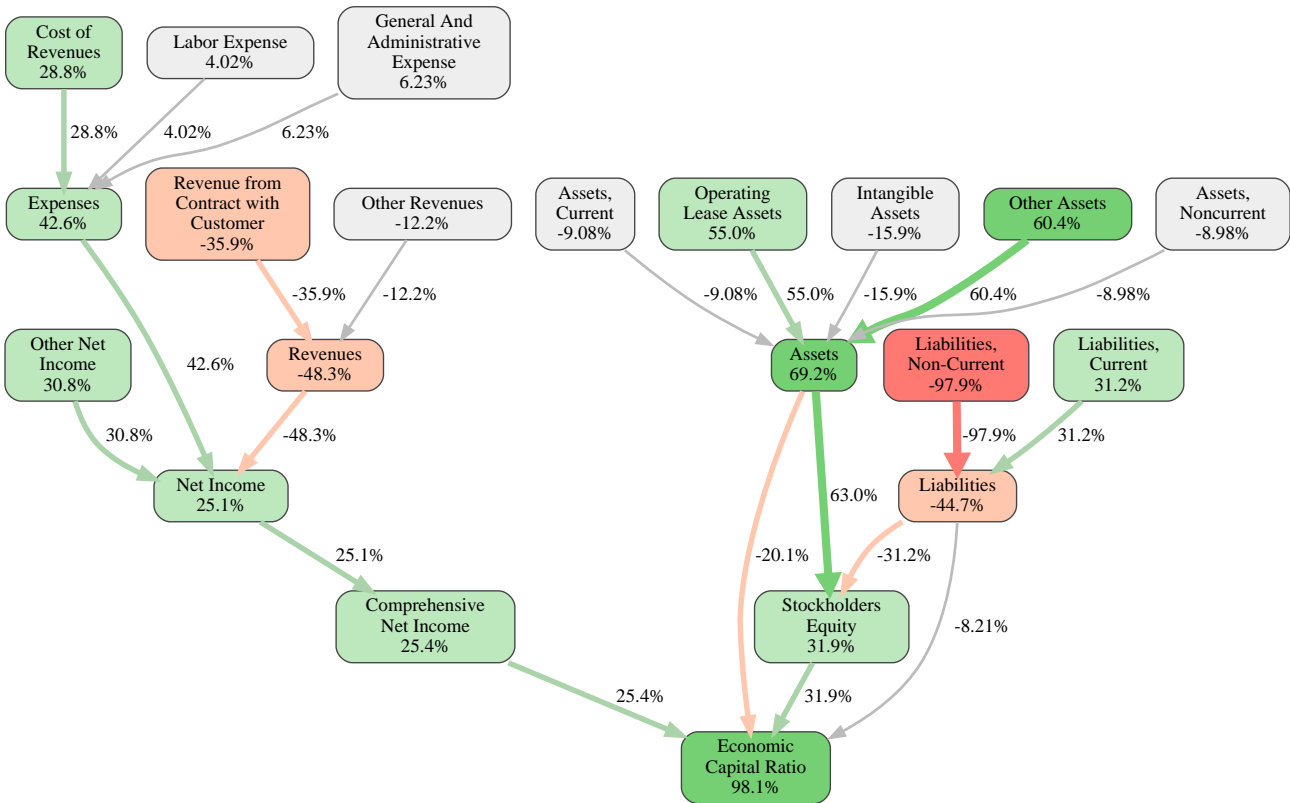 Cost of
Revenues
28.8%
Labor Expense
4.02%
General And
Administrative
Expense
6.23%
28.8%
4.02%
6.23%
Expenses
42.6%
Revenue from
Contract with
Customer
-35.9%
Other Revenues
-12.2%
Assets,
Current
-9.08%
Operating
Lease Assets
55.0%
Intangible
Assets
-15.9%
Other Assets
60.4%
Assets,
Noncurrent
-8.98%
-35.9%
-12.2%
-9.08%
55.0%
-15.9%
60.4%
-8.98%
Other Net
Income
30.8%
42.6%
Revenues
-48.3%
Assets
69.2%
Liabilities,
Non-Current
-97.9%
Liabilities,
Current
31.2%
30.8%
-48.3%
-97.9%
31.2%
Net Income
25.1%
63.0%
Liabilities
-44.7%
25.1%
-20.1%
-31.2%
Comprehensive
Net Income
25.4%
Stockholders
Equity
31.9%
-8.21%
25.4%
31.9%
Economic
Capital Ratio
98.1%